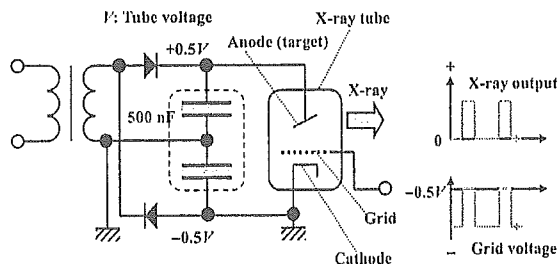 V: Tube voltage
X-ray tube
+0.5V
Anode (target)
X-ray
+
X-ray output
500 nF
0
-0.5V
Grid
−0.5V
Cathode
−
Grid voltage